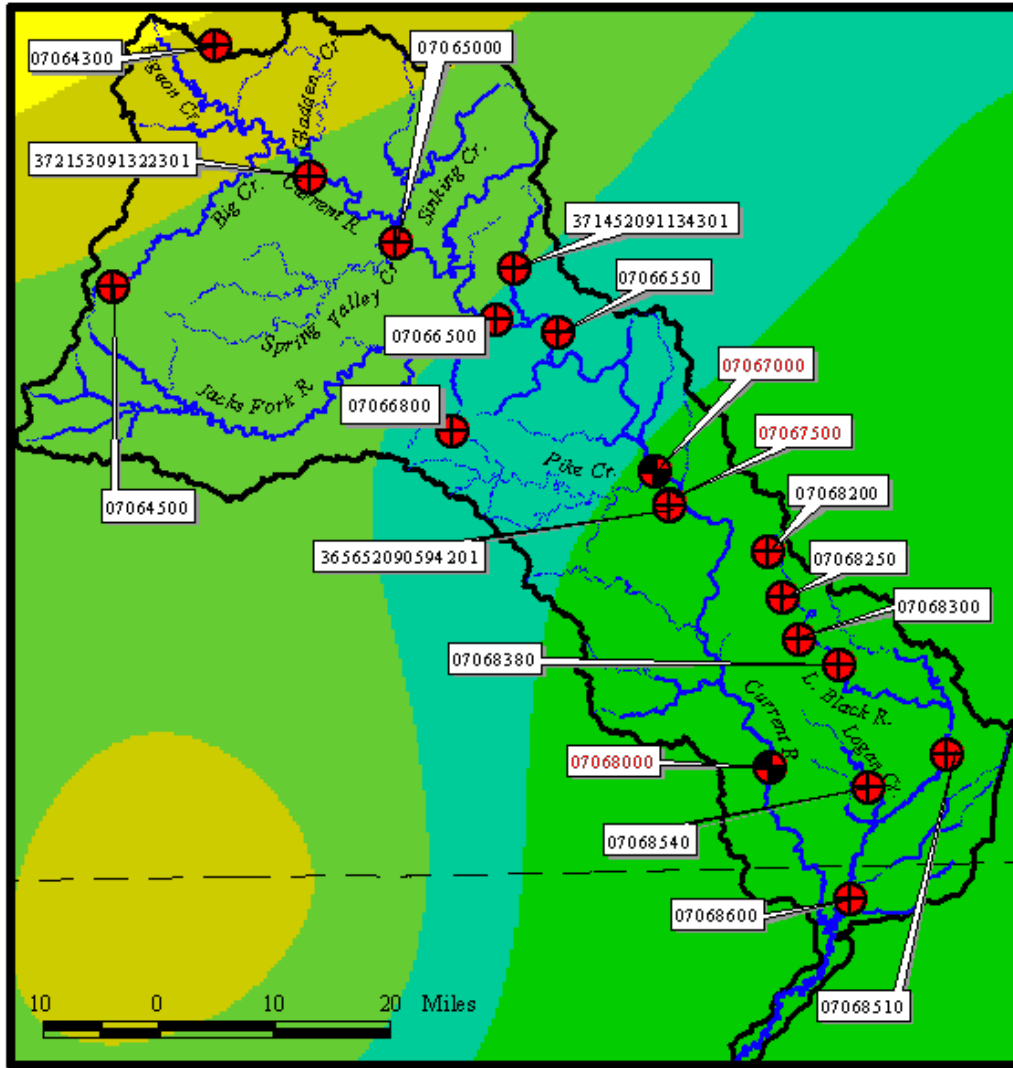 07064300
Pigeon Cr.
Gladden Cr.
07065000
372153091322301
Big Cr.
Current R.
Sinking Cr.
371452091134301
07066550
Spring Valley Cr.
07066500
07067000
Jacks Fork R
07066800
07067500
Pike Cr.
07068200
07064500
365652090594201
07068250
07068300
07068380
L. Black R.
Current R.
Logan Cr.
07068000
07068540
07068600
07068510
10 0 20 Miles